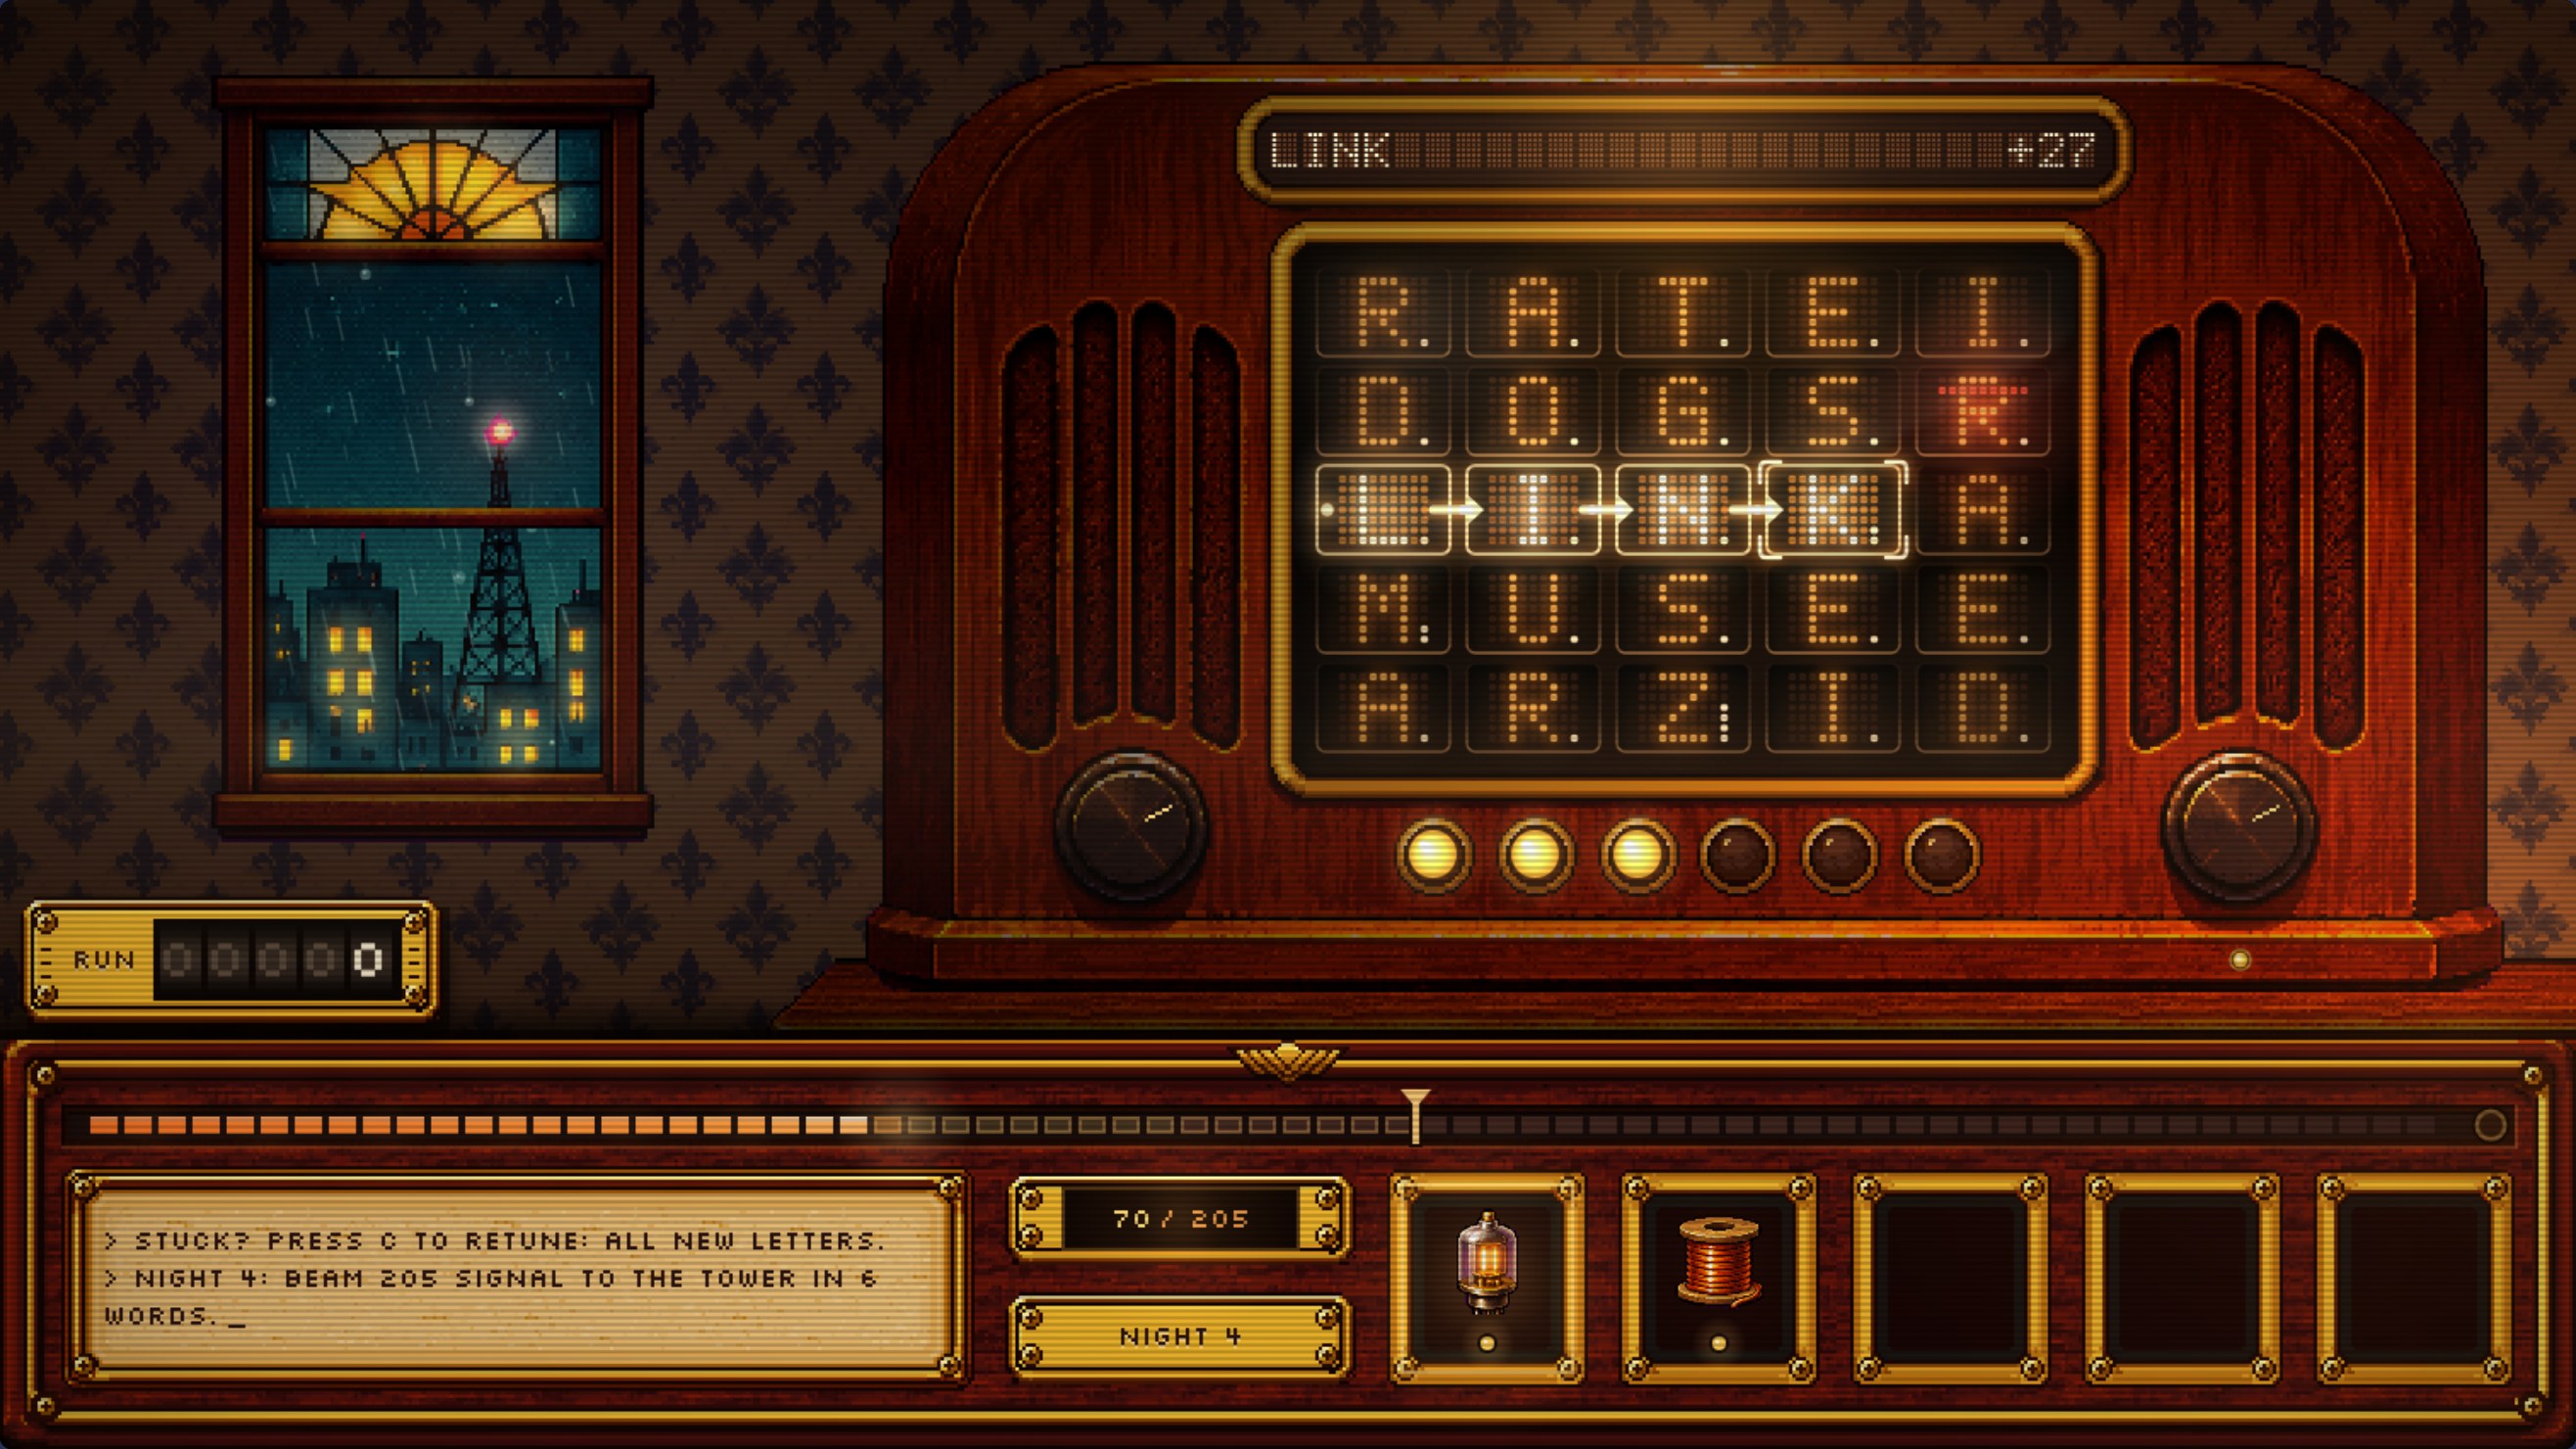 LINK +27
R. A. T. E. I.
D. O. G. S. R.
L. I. N. K. A.
M. U. S. E. E.
A. R. Z. I. D.
RUN 00000
70 / 205
> STUCK? PRESS C TO RETUNE: ALL NEW LETTERS.
> NIGHT 4: BEAM 205 SIGNAL TO THE TOWER IN 6
WORDS. _
NIGHT 4